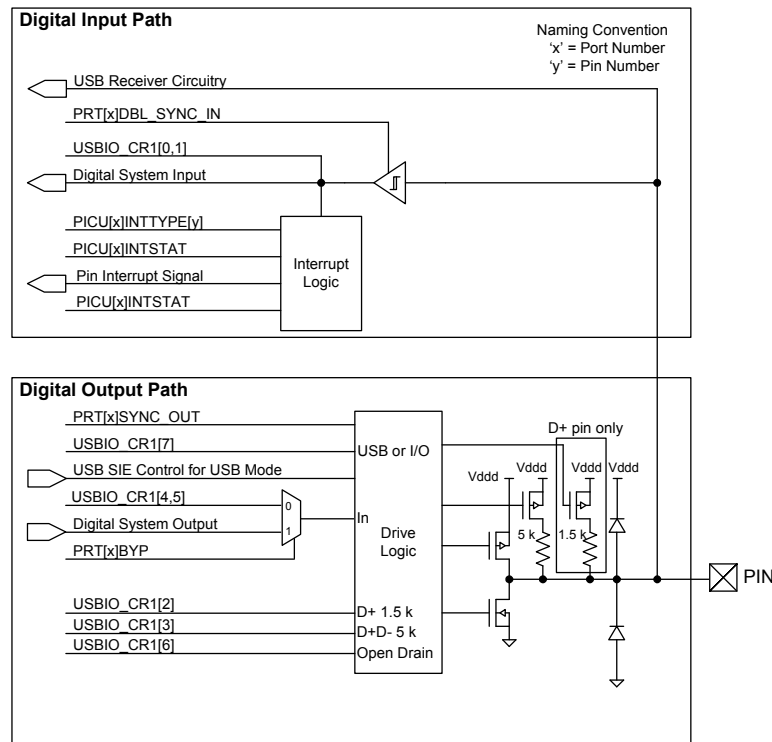 Digital Input Path
Naming Convention
'x' = Port Number
'y' = Pin Number
USB Receiver Circuitry
PRT[x]DBL_SYNC_IN
USBIO_CR1[0,1]
Digital System Input
PICU[x]INTTYPE[y]
PICU[x]INTSTAT
Pin Interrupt Signal
PICU[x]INTSTAT
Interrupt
Logic
Digital Output Path
PRT[x]SYNC_OUT
USBIO_CR1[7]
USB SIE Control for USB Mode
USBIO_CR1[4,5]
Digital System Output
PRT[x]BYP
0
1
USBIO_CR1[2]
USBIO_CR1[3]
USBIO_CR1[6]
USB or I/O
In
Drive
Logic
D+ 1.5 k
D+D- 5 k
Open Drain
D+ pin only
Vddd
Vddd
Vddd
Vddd
5 k
1.5 k
PIN